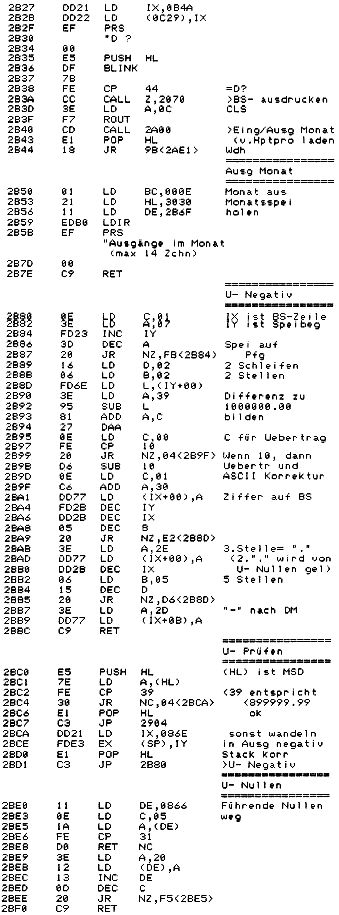 2B27 DD21 LD IX,0B4A
2B2B DD22 LD (0C29),IX
2B2F EF PRS
2B30 "D ?
2B34 00
2B35 E5 PUSH HL
2B36 DF BLINK
2B37 7B
2B38 FE CP 44 =D?
2B3A CC CALL Z,2070 >BS- ausdrucken
2B3D 3E LD A,0C CLS
2B3F F7 ROUT
2B40 CD CALL 2A00 >Eing/Ausg Monat
2B43 E1 POP HL (v.Hptpro laden
2B44 18 JR 9B(2AE1) Wdh
================
Ausg Monat
================
2B50 01 LD BC,000E Monat aus
2B53 21 LD HL,3030 Monatsspei
2B56 11 LD DE,2B6F holen
2B59 EDB0 LDIR
2B5B EF PRS
"Ausgänge im Monat
(max 14 Zchn)
2B7D 00
2B7E C9 RET
================
U- Negativ
================
2B80 0E LD C,01 IX ist BS-Zeile
2B82 3E LD A,07 IY ist Speibeg
2B84 FD23 INC IY
2B86 3D DEC A Spei auf
2B87 20 JR NZ,FB(2B84) Pfg
2B89 16 LD D,02 2 Schleifen
2B8B 06 LD B,02 2 Stellen
2B8D FD6E LD L,(IY+00)
2B90 3E LD A,39 Differenz zu
2B92 95 SUB L 1000000.00
2B93 81 ADD A,C bilden
2B94 27 DAA
2B95 0E LD C,00 C für Uebertrag
2B97 FE CP 10
2B99 20 JR NZ,04(2B9F) Wenn 10, dann
2B9B D6 SUB 10 Uebertr und
2B9D 0E LD C,01 ASCII Korrektur
2B9F C6 ADD A,30
2BA1 DD77 LD (IX+00),A Ziffer auf BS
2BA4 FD2B DEC IY
2BA6 DD2B DEC IX
2BA8 05 DEC B
2BA9 20 JR NZ,E2(2B8D)
2BAB 3E LD A,2E 3.Stelle= "."
2BAD DD77 LD (IX+00),A (2."." wird von
2BB0 DD2B DEC IX U- Nullen gel)
2BB2 06 LD B,05 5 Stellen
2BB4 15 DEC D
2BB5 20 JR NZ,D6(2B8D)
2BB7 3E LD A,2D "-" nach DM
2BB9 DD77 LD (IX+0B),A
2BBC C9 RET
================
U- Prüfen
================
2BC0 E5 PUSH HL (HL) ist MSD
2BC1 7E LD A,(HL)
2BC2 FE CP 39 <39 entspricht
2BC4 30 JR NC,04(2BCA) <899999.99
2BC6 E1 POP HL ok
2BC7 C3 JP 2904
2BCA DD21 LD IX,086E sonst wandeln
2BCE FDE3 EX (SP),IY in Ausg negativ
2BD0 E1 POP HL Stack korr
2BD1 C3 JP 2B80 >U- Negativ
================
U- Nullen
================
2BE0 11 LD DE,0866 Führende Nullen
2BE3 0E LD C,05 weg
2BE5 1A LD A,(DE)
2BE6 FE CP 31
2BE8 D0 RET NC
2BE9 3E LD A,20
2BEB 12 LD (DE),A
2BEC 13 INC DE
2BED 0D DEC C
2BEE 20 JR NZ,F5(2BE5)
2BF0 C9 RET